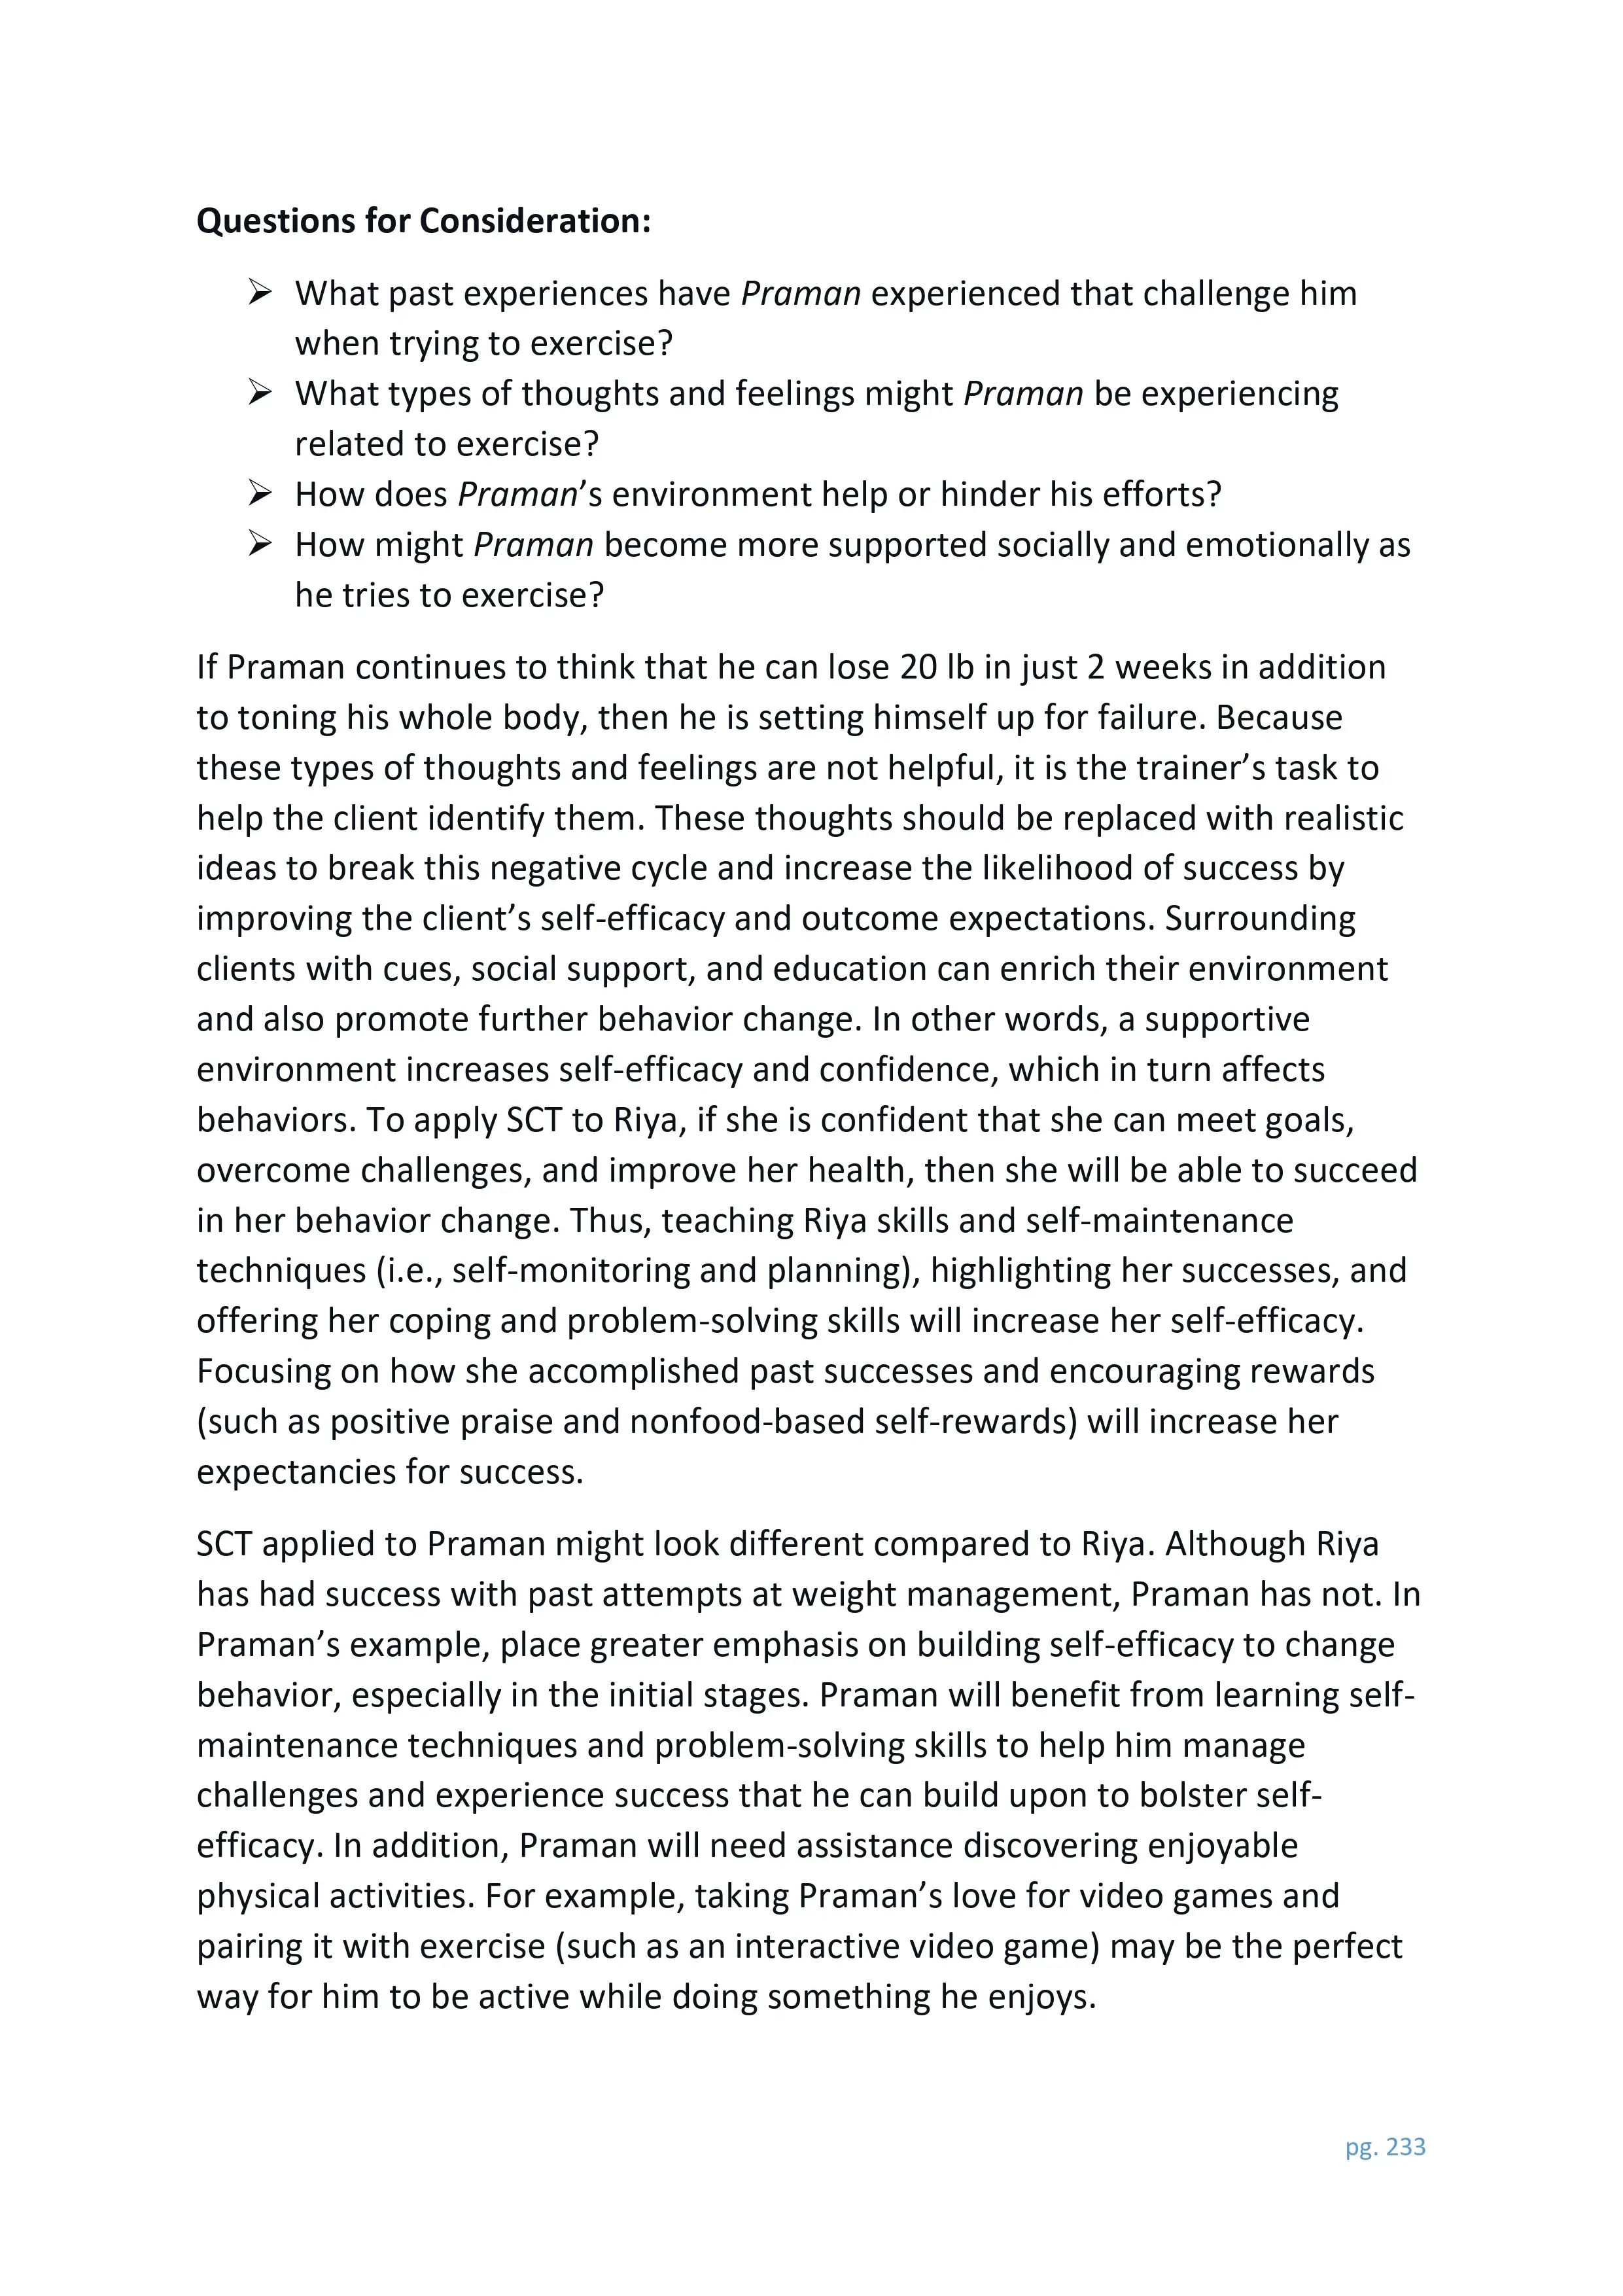 Questions for Consideration:
➢ What past experiences have Praman experienced that challenge him
when trying to exercise?
➢ What types of thoughts and feelings might Praman be experiencing
related to exercise?
➢ How does Praman’s environment help or hinder his efforts?
➢ How might Praman become more supported socially and emotionally as
he tries to exercise?
If Praman continues to think that he can lose 20 lb in just 2 weeks in addition
to toning his whole body, then he is setting himself up for failure. Because
these types of thoughts and feelings are not helpful, it is the trainer’s task to
help the client identify them. These thoughts should be replaced with realistic
ideas to break this negative cycle and increase the likelihood of success by
improving the client’s self-efficacy and outcome expectations. Surrounding
clients with cues, social support, and education can enrich their environment
and also promote further behavior change. In other words, a supportive
environment increases self-efficacy and confidence, which in turn affects
behaviors. To apply SCT to Riya, if she is confident that she can meet goals,
overcome challenges, and improve her health, then she will be able to succeed
in her behavior change. Thus, teaching Riya skills and self-maintenance
techniques (i.e., self-monitoring and planning), highlighting her successes, and
offering her coping and problem-solving skills will increase her self-efficacy.
Focusing on how she accomplished past successes and encouraging rewards
(such as positive praise and nonfood-based self-rewards) will increase her
expectancies for success.
SCT applied to Praman might look different compared to Riya. Although Riya
has had success with past attempts at weight management, Praman has not. In
Praman’s example, place greater emphasis on building self-efficacy to change
behavior, especially in the initial stages. Praman will benefit from learning self-
maintenance techniques and problem-solving skills to help him manage
challenges and experience success that he can build upon to bolster self-
efficacy. In addition, Praman will need assistance discovering enjoyable
physical activities. For example, taking Praman’s love for video games and
pairing it with exercise (such as an interactive video game) may be the perfect
way for him to be active while doing something he enjoys.
pg. 233